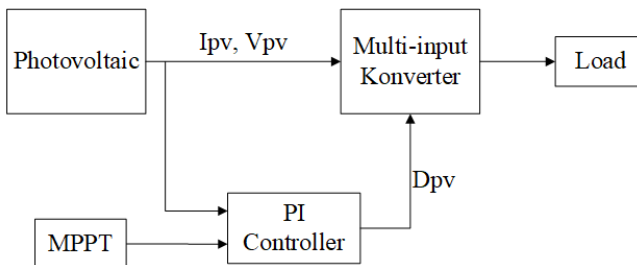 Photovoltaic
Ipv, Vpv
Multi-input
Konverter
Load
Dpv
PI
Controller
MPPT